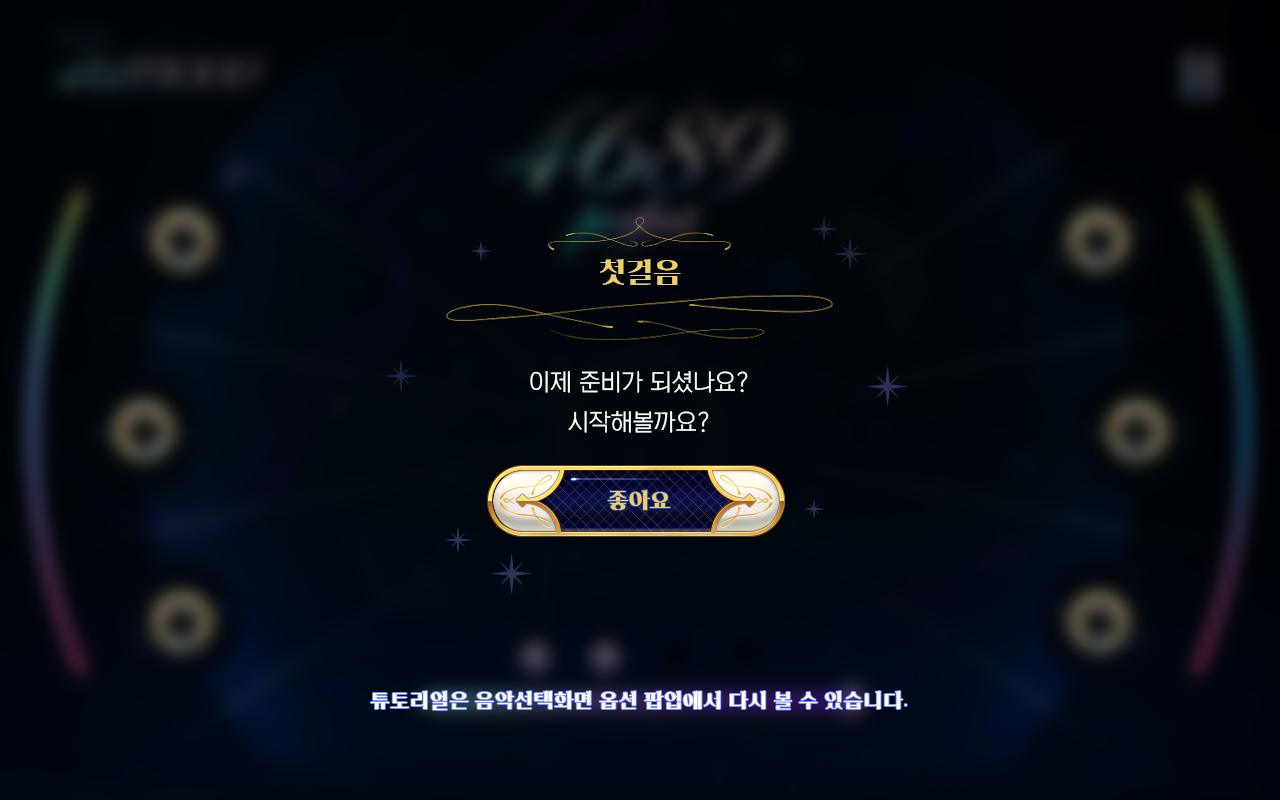 4689
첫걸음
이제 준비가 되셨나요?
시작해볼까요?
좋아요
튜토리얼은 음악선택화면 옵션 팝업에서 다시 볼 수 있습니다.